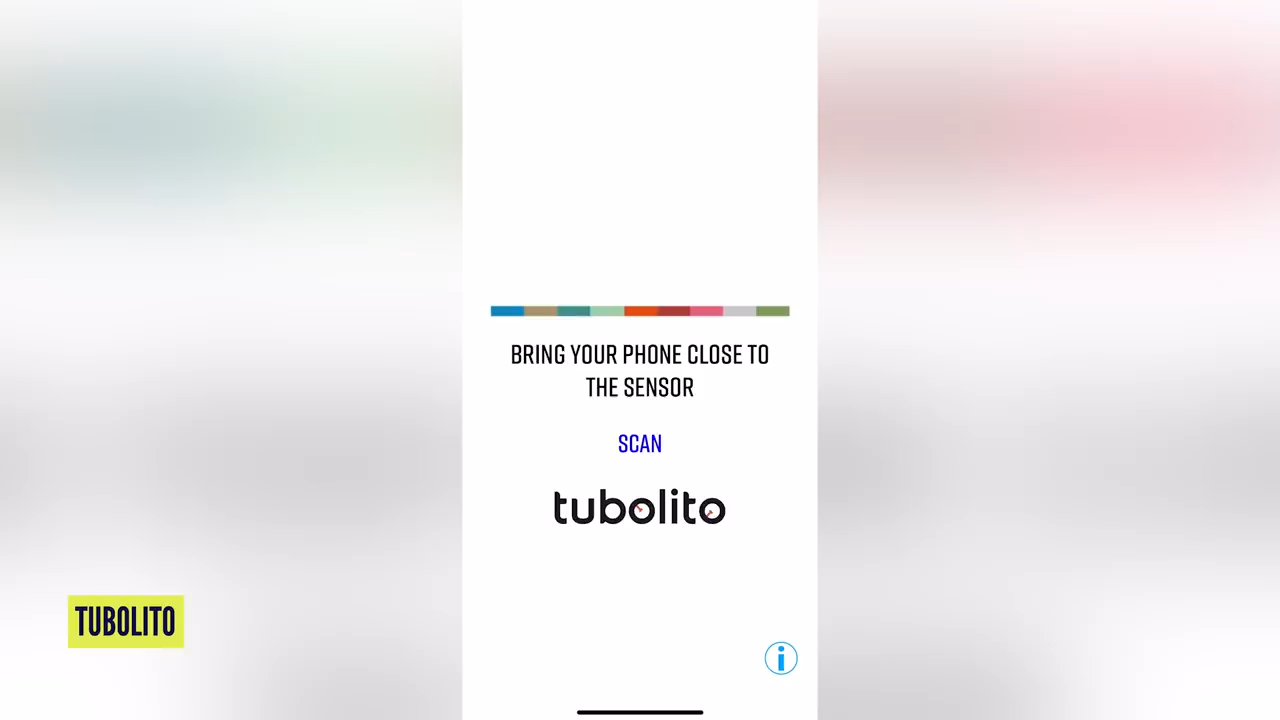 BRING YOUR PHONE CLOSE TO
THE SENSOR
SCAN
tubolito
TUBOLITO
i